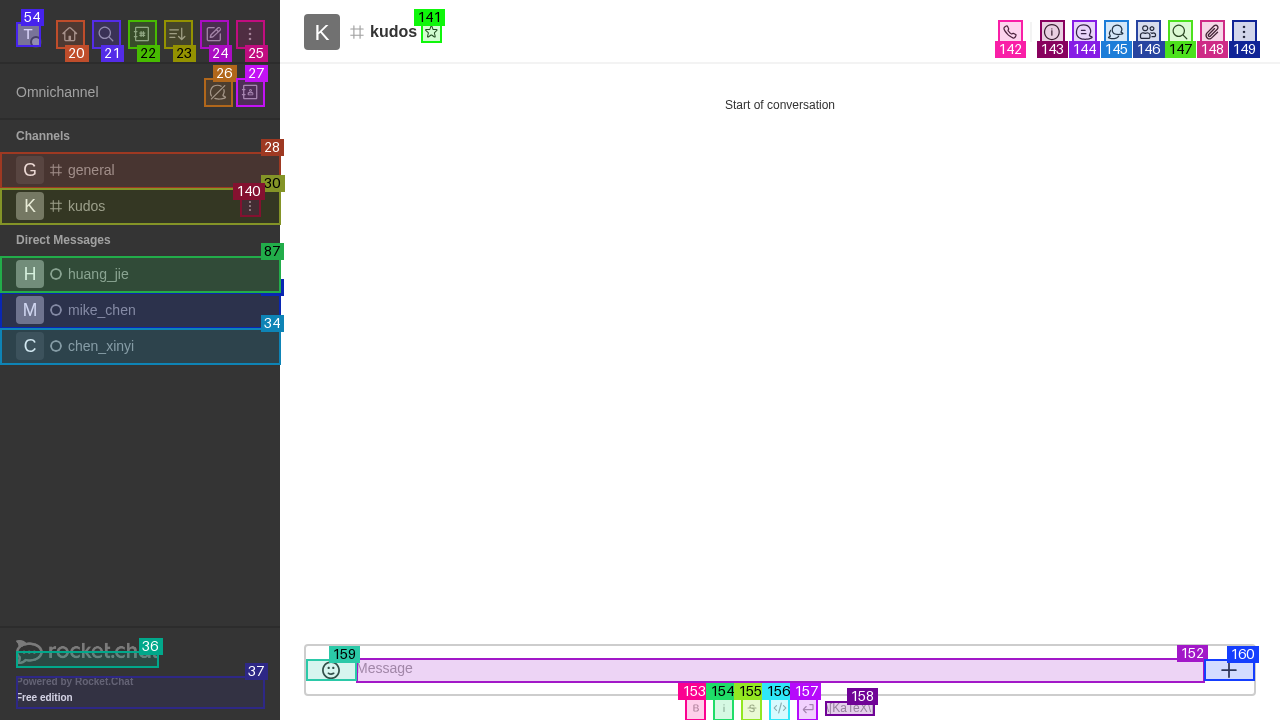 54
T
20
21
22
23
24
25
K
kudos
141
142
143
144
145
146
147
148
149
Omnichannel
26
27
Start of conversation
Channels
28
G general
30
140
K kudos
Direct Messages
87
H huang_jie
M mike_chen
34
C chen_xinyi
36
rocket.chat
37
Powered by Rocket.Chat
Free edition
159
Message
152
160
153
154
155
156
157
158
B
i
S
</>
\KaTeX\